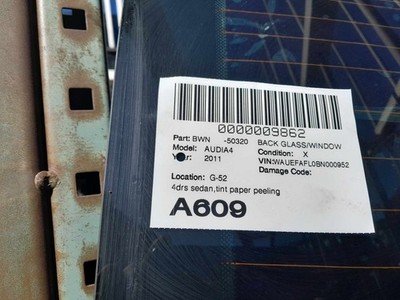 0000009862
Part: BWN -50320 BACK GLASS/WINDOW
Model: AUDIA4 Condition: X
Year: 2011 VIN:WAUEFAFL0BN000952
Damage Code:
Location: G-52
4drs sedan,tint paper peeling
A609